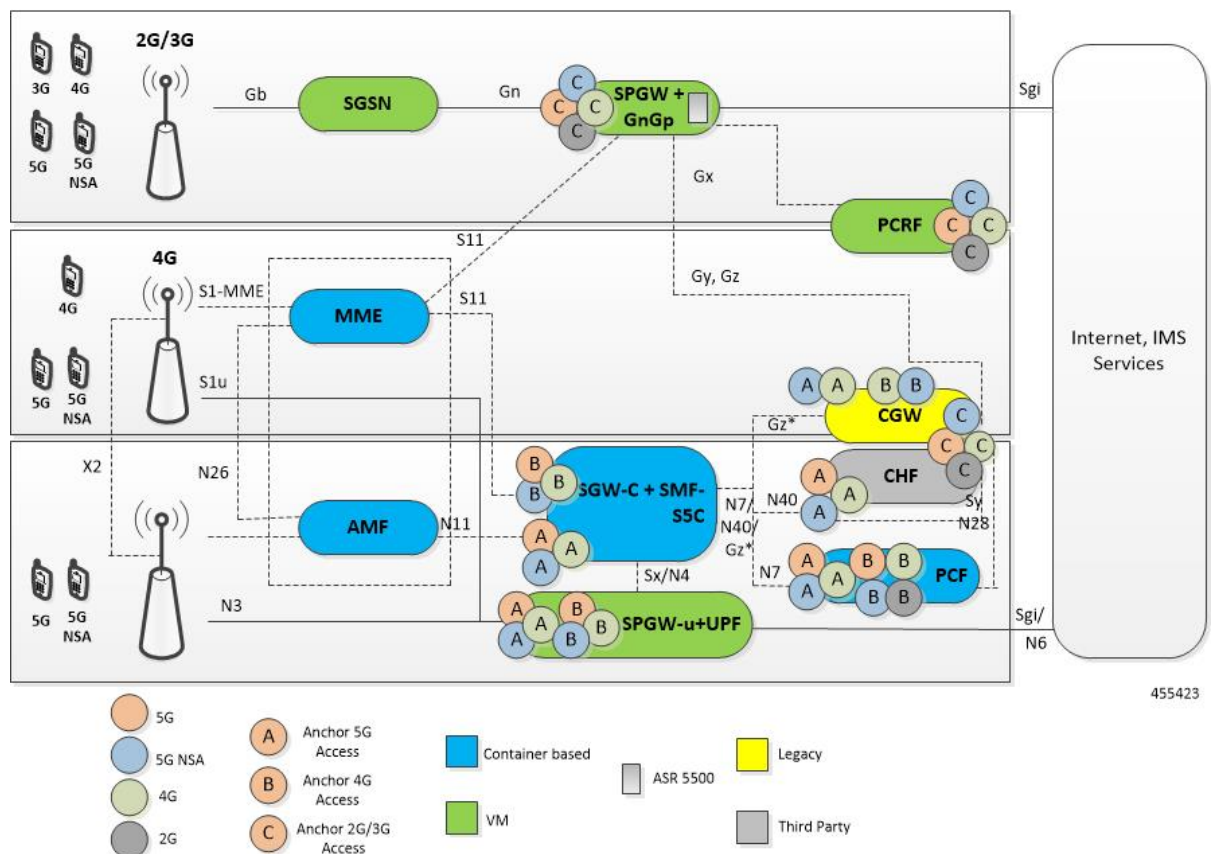 2G/3G
3G
4G
5G
5G
NSA
Gb
SGSN
Gn
C
C
C
C
SPGW +
GnGp
Sgi
Gx
PCRF
C
C
C
C
4G
4G
5G
5G
NSA
S1-MME
MME
S11
S11
S1u
Gy, Gz
Internet, IMS
Services
A
A
B
B
CGW
Gz*
C
C
C
C
X2
N26
5G
5G
NSA
AMF
N11
N3
B
B
B
SGW-C + SMF-
S5C
A
A
A
Sx/N4
N7/
N40/
Gz*
N40
A
A
A
CHF
Sy
N28
N7
A
A
A
B
B
B
B
PCF
A
A
A
B
B
B
SPGW-u+UPF
Sgi/
N6
455423
5G
5G NSA
4G
2G
A
Anchor 5G
Access
B
Anchor 4G
Access
C
Anchor 2G/3G
Access
Container based
VM
ASR 5500
Legacy
Third Party